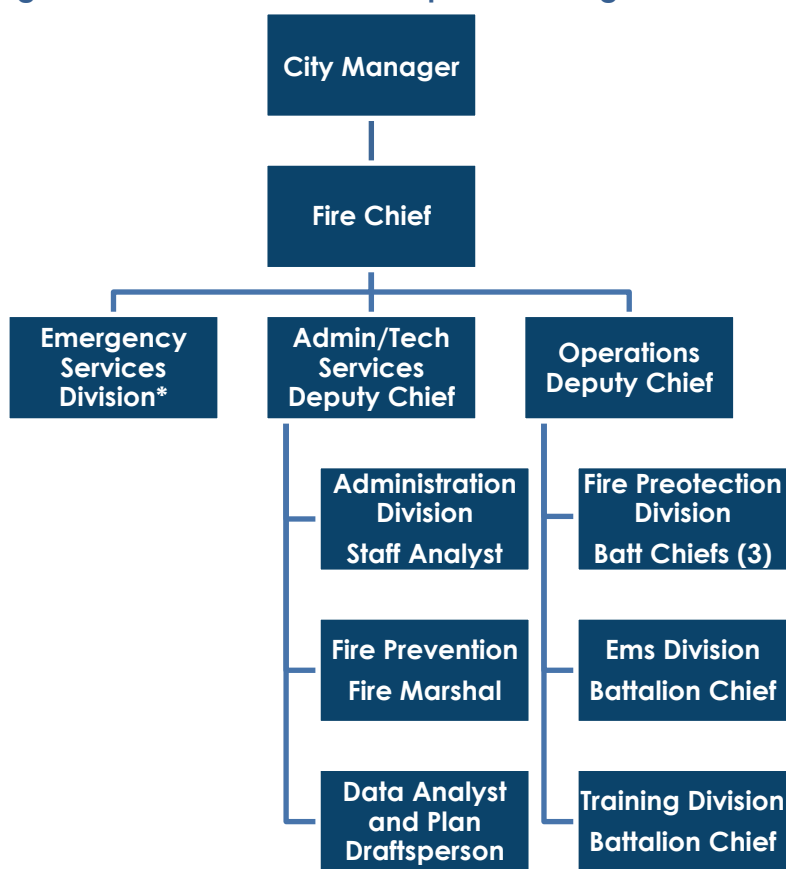 City Manager
Fire Chief
Emergency
Services
Division*
Admin/Tech
Services
Deputy Chief
Operations
Deputy Chief
Administration
Division
Staff Analyst
Fire Preotection
Division
Batt Chiefs (3)
Fire Prevention
Fire Marshal
Ems Division
Battalion Chief
Data Analyst
and Plan
Draftsperson
Training Division
Battalion Chief